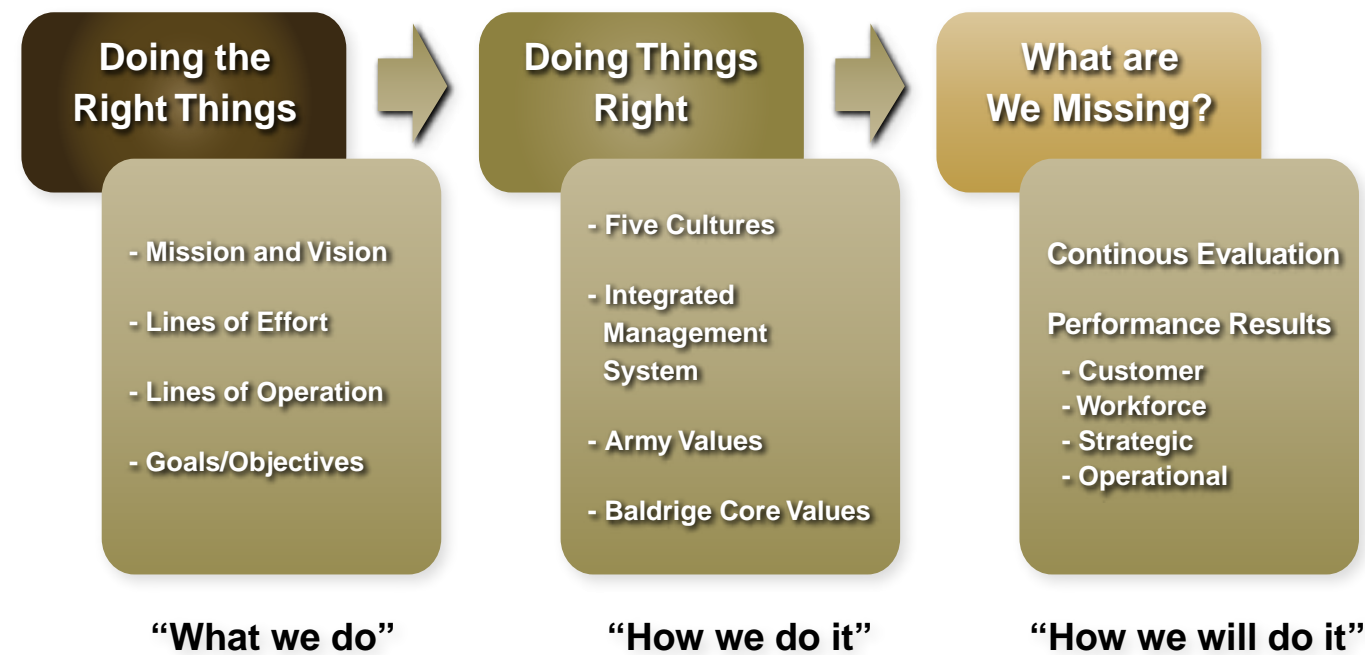 Doing the
Right Things
- Mission and Vision
- Lines of Effort
- Lines of Operation
- Goals/Objectives
“What we do”
Doing Things
Right
- Five Cultures
- Integrated
Management
System
- Army Values
- Baldrige Core Values
“How we do it”
What are
We Missing?
Continous Evaluation
Performance Results
- Customer
- Workforce
- Strategic
- Operational
“How we will do it”